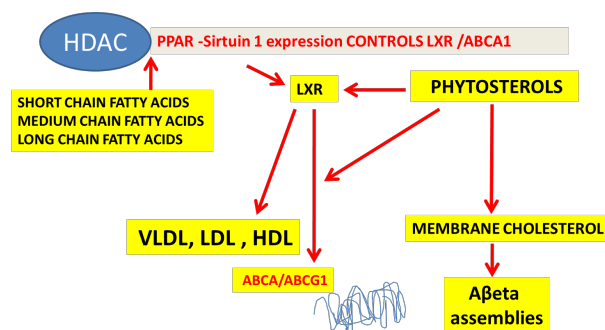 HDAC
PPAR -Sirtuin 1 expression CONTROLS LXR /ABCA1
SHORT CHAIN FATTY ACIDS
MEDIUM CHAIN FATTY ACIDS
LONG CHAIN FATTY ACIDS
LXR
PHYTOSTEROLS
VLDL, LDL , HDL
MEMBRANE CHOLESTEROL
ABCA/ABCG1
Aβeta
assemblies